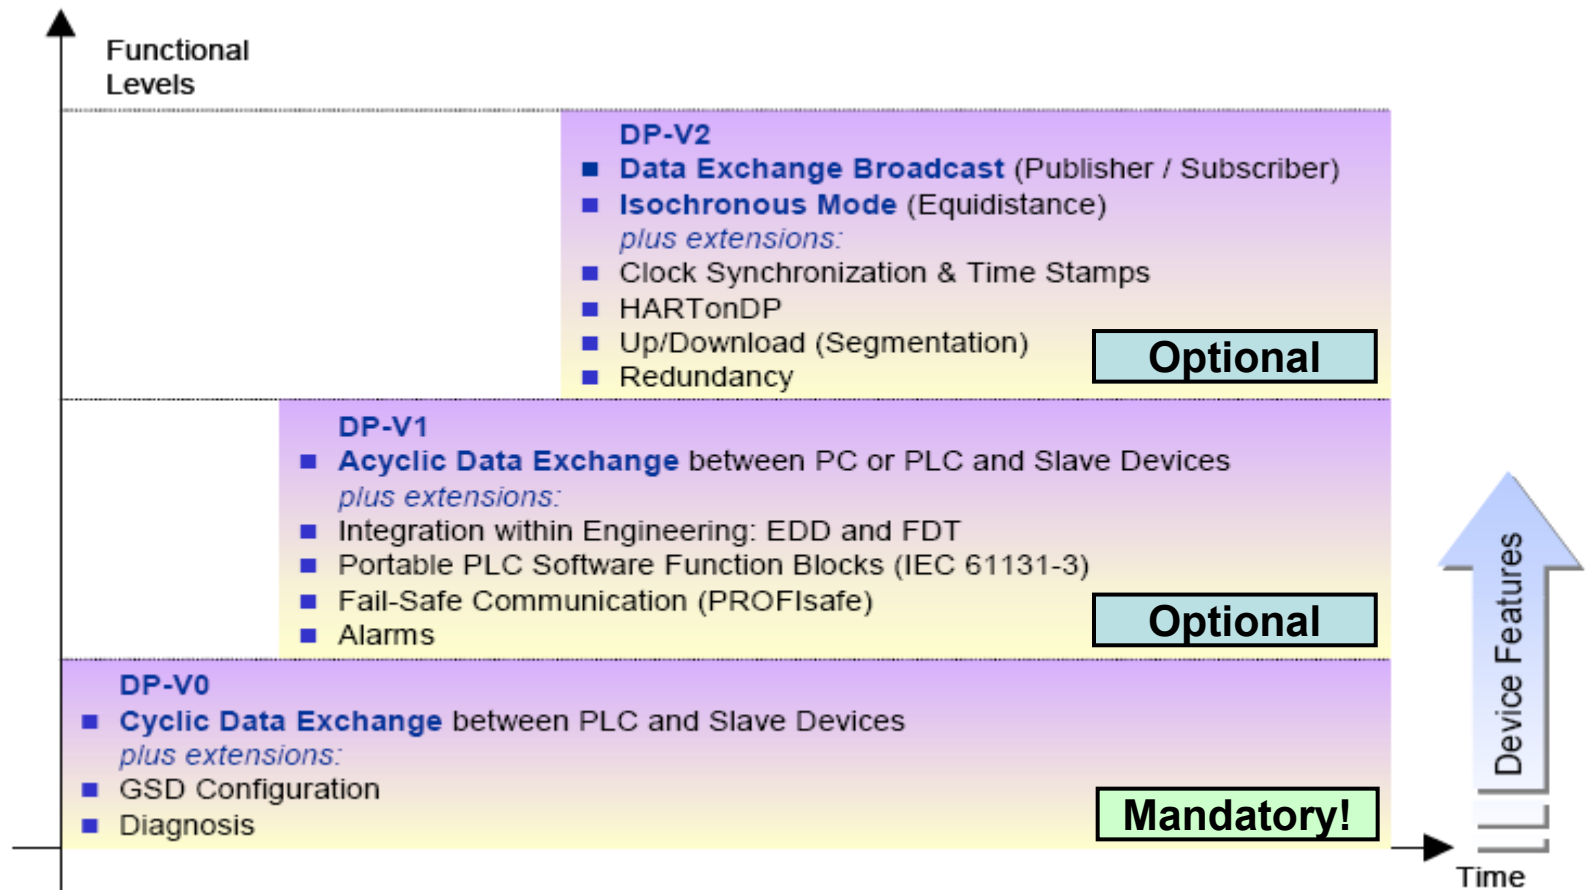 Functional
Levels
DP-V2
Data Exchange Broadcast (Publisher / Subscriber)
Isochronous Mode (Equidistance)
plus extensions:
Clock Synchronization & Time Stamps
HARTonDP
Up/Download (Segmentation)
Redundancy
Optional
DP-V1
Acyclic Data Exchange between PC or PLC and Slave Devices
plus extensions:
Integration within Engineering: EDD and FDT
Portable PLC Software Function Blocks (IEC 61131-3)
Fail-Safe Communication (PROFIsafe)
Alarms
Optional
DP-V0
Cyclic Data Exchange between PLC and Slave Devices
plus extensions:
GSD Configuration
Diagnosis
Mandatory!
Device Features
Time